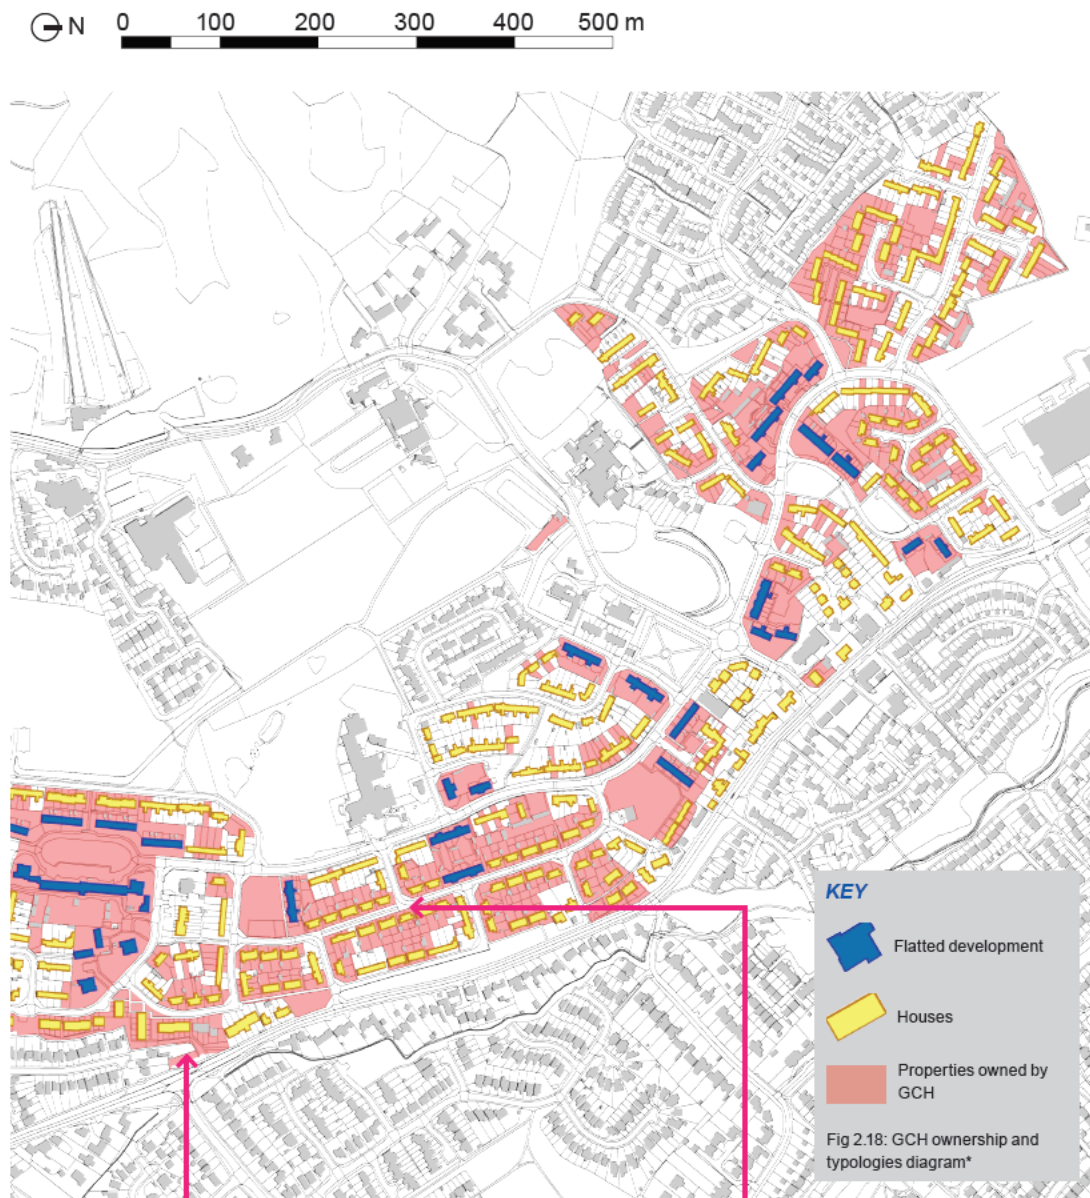 N 0 100 200 300 400 500 m
KEY
Flatted development
Houses
Properties owned by
GCH
Fig 2.18: GCH ownership and
typologies diagram*